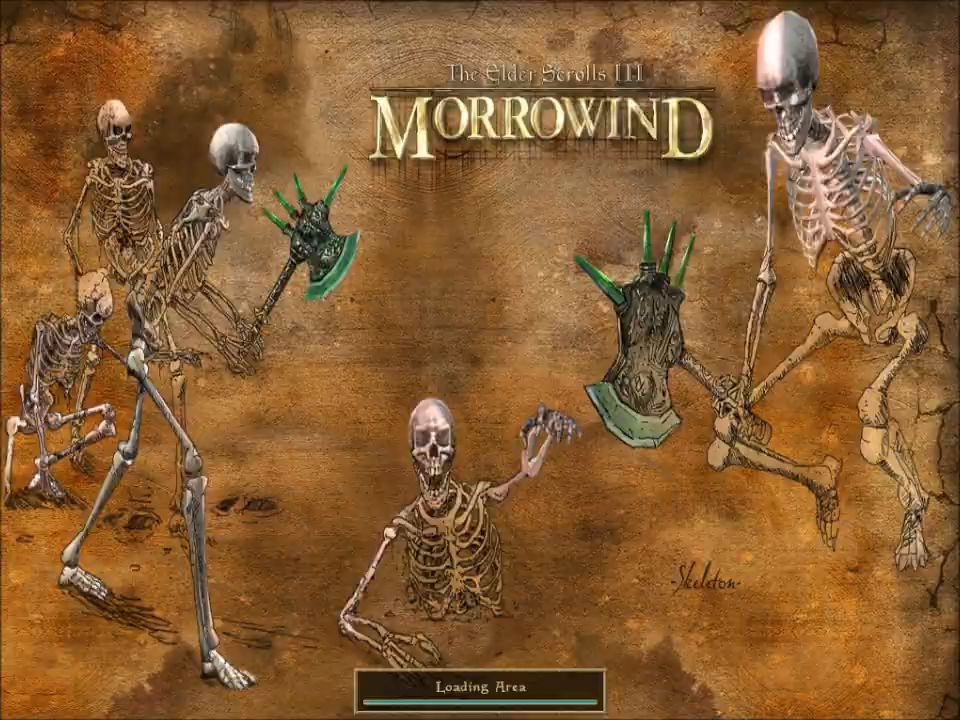 The Elder Scrolls III
MORROWIND
-Skeleton-
Loading Area